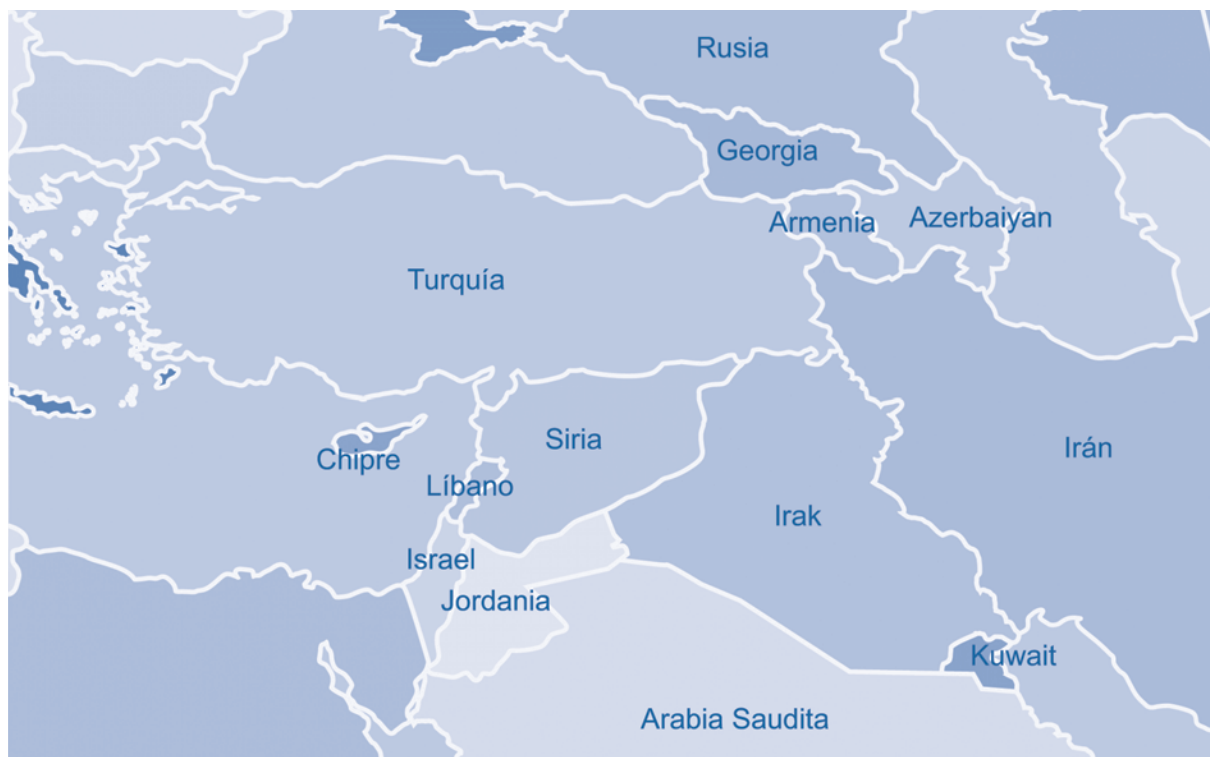 Rusia
Georgia
Armenia
Azerbaiyan
Turquía
Siria
Irán
Chipre
Líbano
Irak
Israel
Jordania
Kuwait
Arabia Saudita